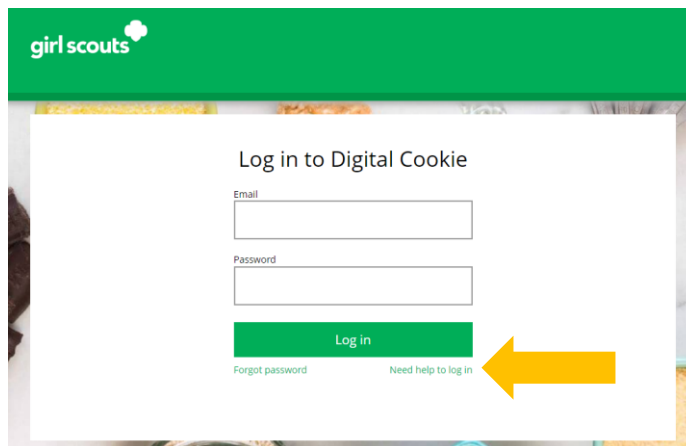 girl scouts
Log in to Digital Cookie
Email
Password
Log in
Forgot password Need help to log in